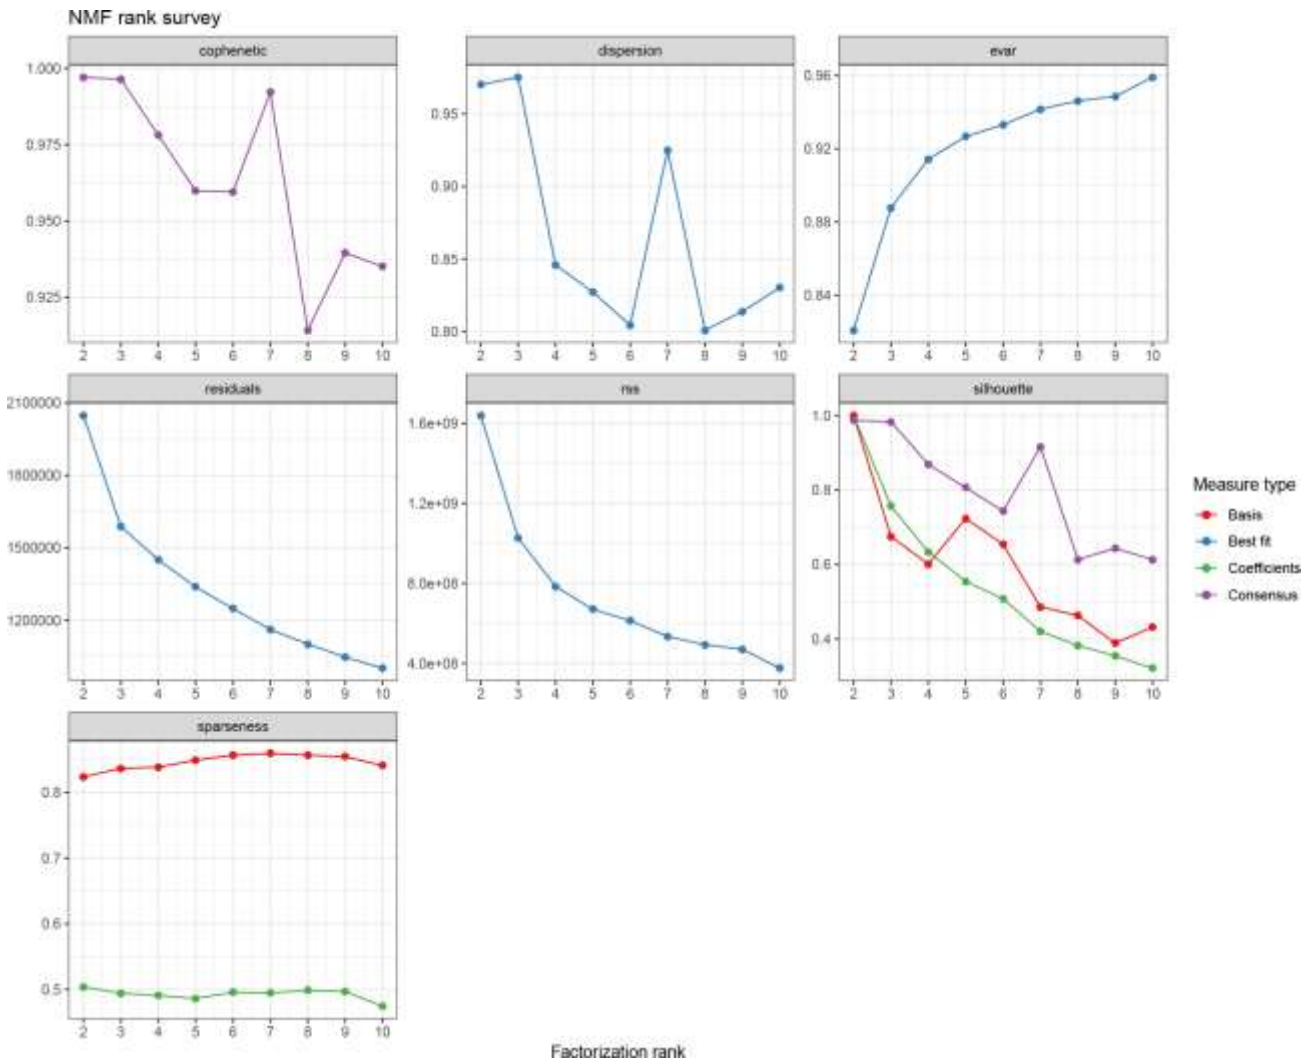 NMF rank survey
cophenetic
dispersion
evar
1.000
0.975
0.950
0.925
2 3 4 5 6 7 8 9 10
0.95
0.90
0.85
0.80
2 3 4 5 6 7 8 9 10
0.96
0.92
0.88
0.84
2 3 4 5 6 7 8 9 10
residuals
rss
silhouette
2100000
1800000
1500000
1200000
2 3 4 5 6 7 8 9 10
1.6e+09
1.2e+09
8.0e+08
4.0e+08
2 3 4 5 6 7 8 9 10
1.0
0.8
0.6
0.4
2 3 4 5 6 7 8 9 10
Measure type
Basis
Best fit
Coefficients
Consensus
sparseness
0.8
0.7
0.6
0.5
2 3 4 5 6 7 8 9 10
Factorization rank